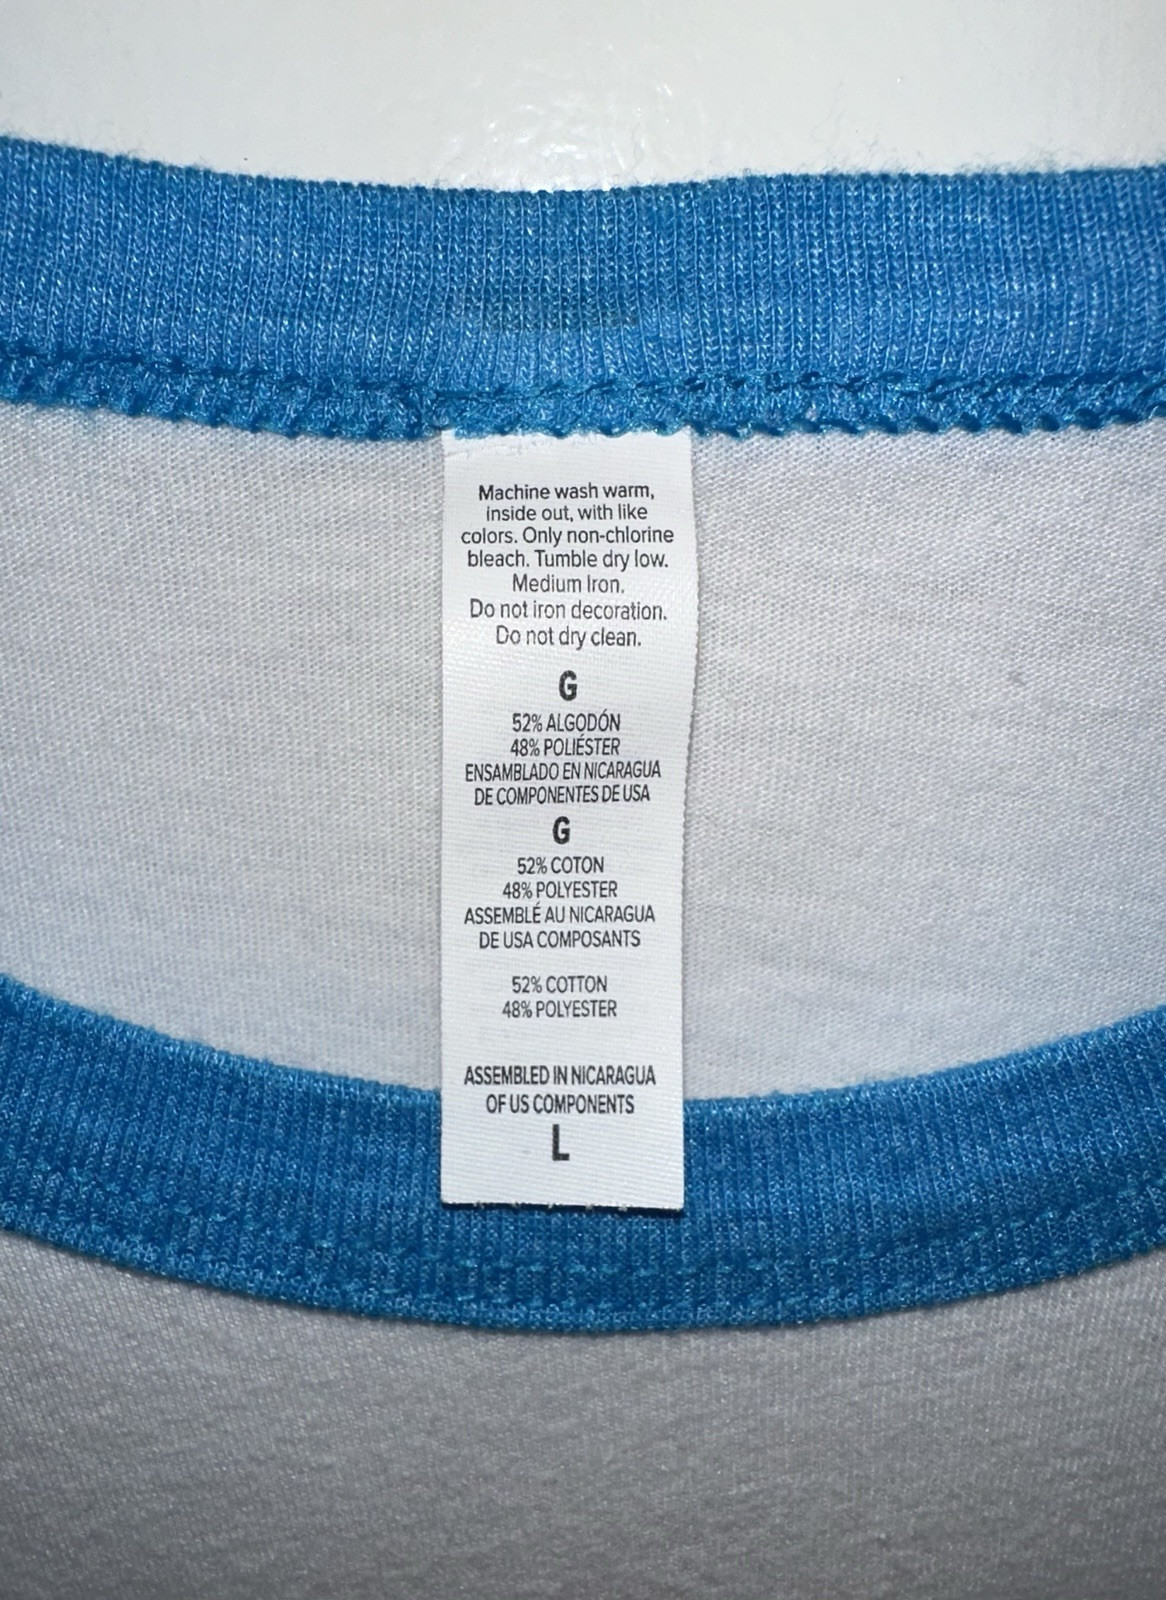 Machine wash warm,
inside out, with like
colors. Only non-chlorine
bleach. Tumble dry low.
Medium Iron.
Do not iron decoration.
Do not dry clean.
G
52% ALGODÓN
48% POLIÉSTER
ENSAMBLADO EN NICARAGUA
DE COMPONENTES DE USA
G
52% COTON
48% POLYESTER
ASSEMBLÉ AU NICARAGUA
DE USA COMPOSANTS
52% COTTON
48% POLYESTER
ASSEMBLED IN NICARAGUA
OF US COMPONENTS
L